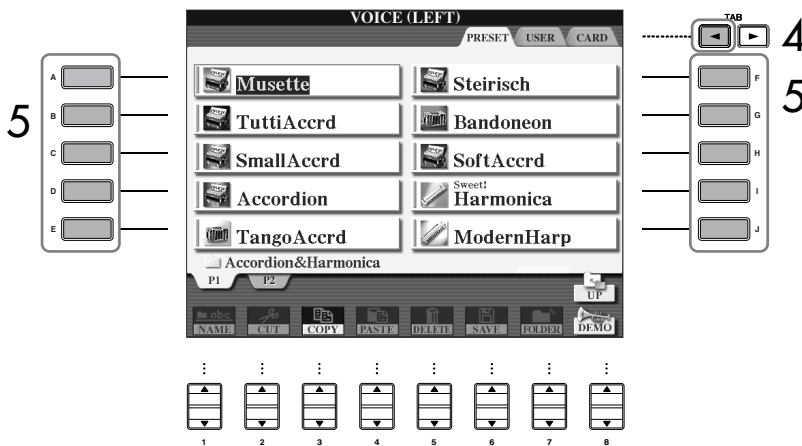 VOICE (LEFT)
PRESET USER CARD
TAB
4
5
5
A
B
C
D
E
F
G
H
I
J
Musette
TuttiAccrd
SmallAccrd
Accordion
TangoAccrd
Steirisch
Bandoneon
SoftAccrd
Sweet!
Harmonica
ModernHarp
Accordion&Harmonica
P1 P2
UP
abc
NAME CUT COPY PASTE DELETE SAVE FOLDER DEMO
1 2 3 4 5 6 7 8